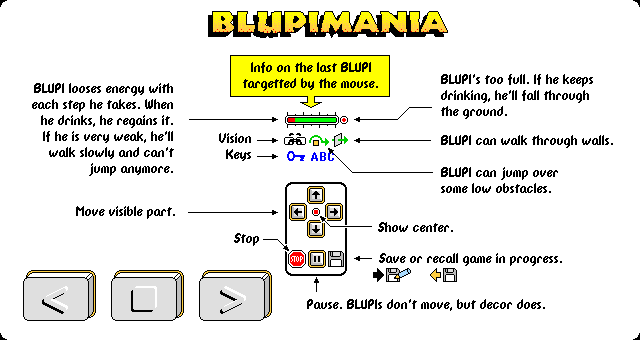 BLUPIMANIA
Info on the last BLUPI
targetted by the mouse.
BLUPI looses energy with
each step he takes. When
he drinks, he regains it.
If he is very weak, he'll
walk slowly and can't
jump anymore.
BLUPI's too full. If he keeps
drinking, he'll fall through
the ground.
Vision
BLUPI can walk through walls.
Keys
ABC
BLUPI can jump over
some low obstacles.
Move visible part.
Show center.
Stop
STOP
Save or recall game in progress.
Pause. BLUPIs don't move, but decor does.